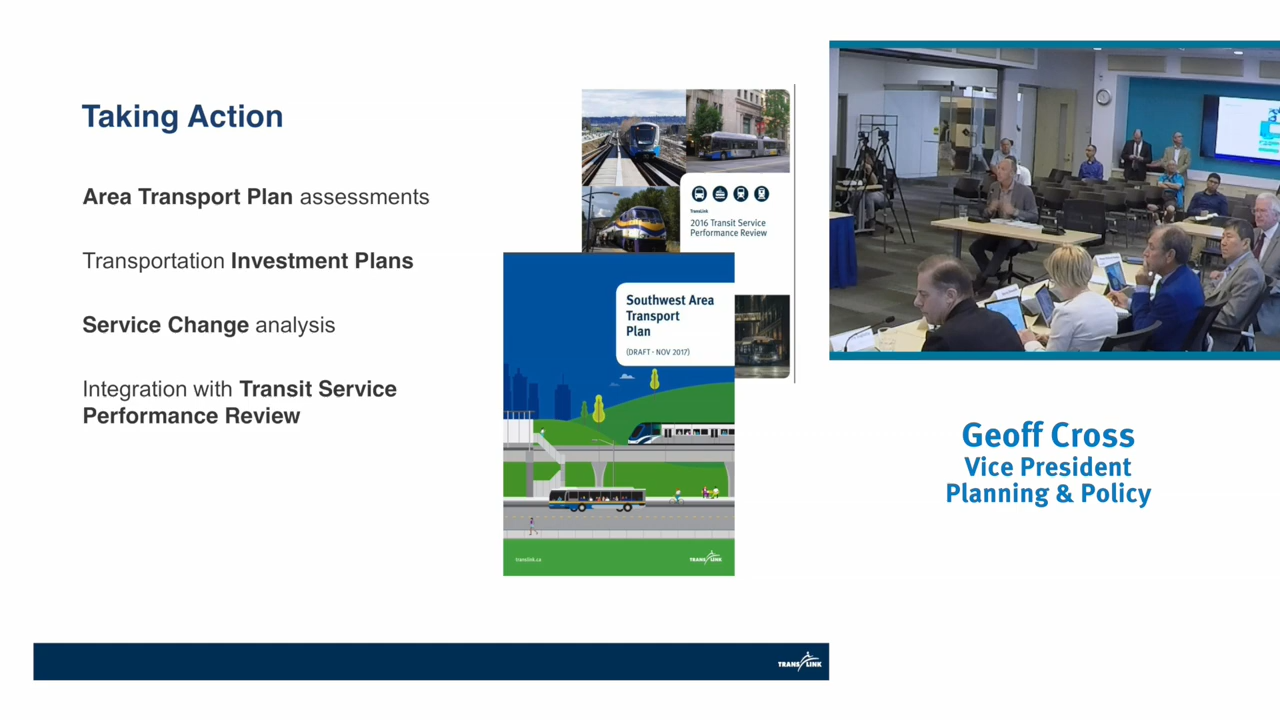 Taking Action
Area Transport Plan assessments
Transportation Investment Plans
Service Change analysis
Integration with Transit Service
Performance Review
TransLink
2016 Transit Service
Performance Review
Southwest Area
Transport
Plan
(DRAFT - NOV 2017)
translink.ca
TRANSLINK
Geoff Cross
Vice President
Planning & Policy
TRANSLINK